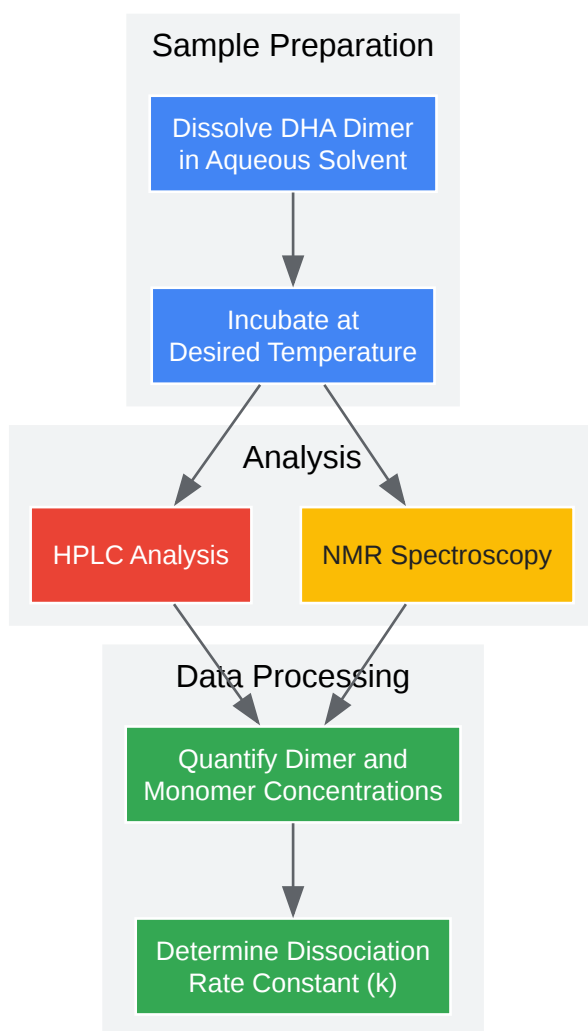 Sample Preparation
Dissolve DHA Dimer
in Aqueous Solvent
Incubate at
Desired Temperature
Analysis
HPLC Analysis
NMR Spectroscopy
Data Processing
Quantify Dimer and
Monomer Concentrations
Determine Dissociation
Rate Constant (k)